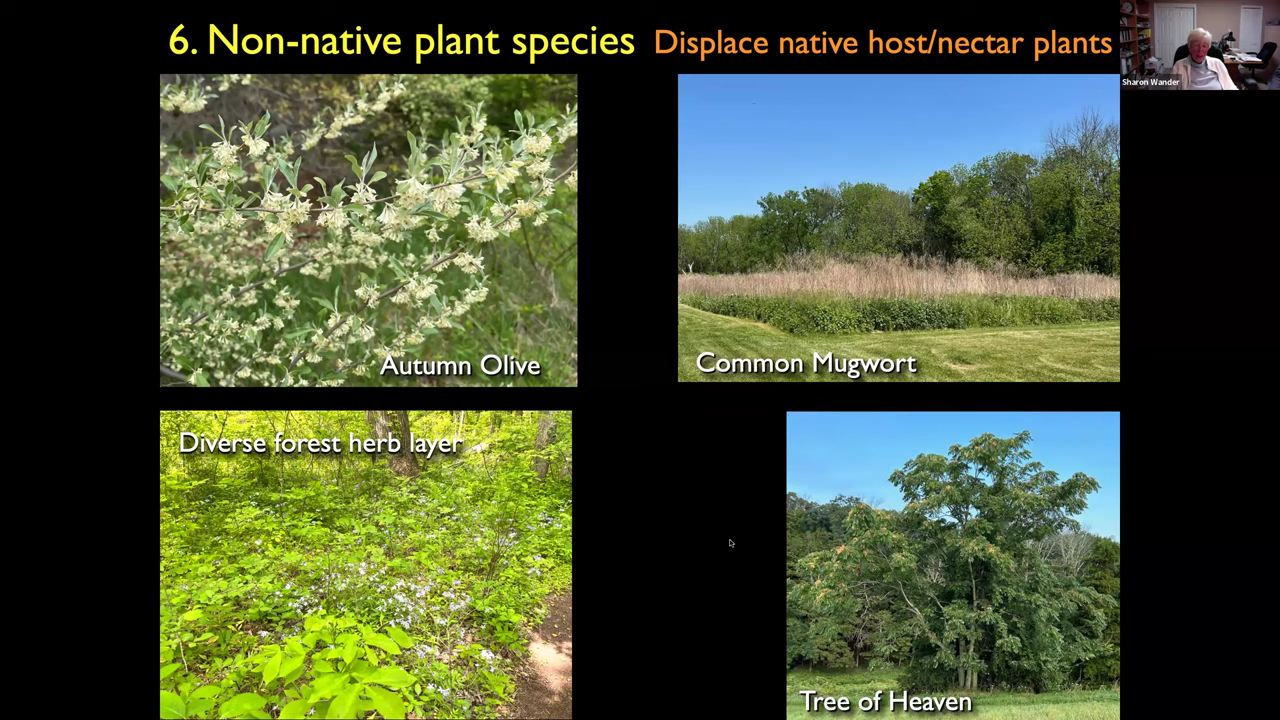 6. Non-native plant species Displace native host/nectar plants
Sharon Wander
Autumn Olive
Common Mugwort
Diverse forest herb layer
Tree of Heaven